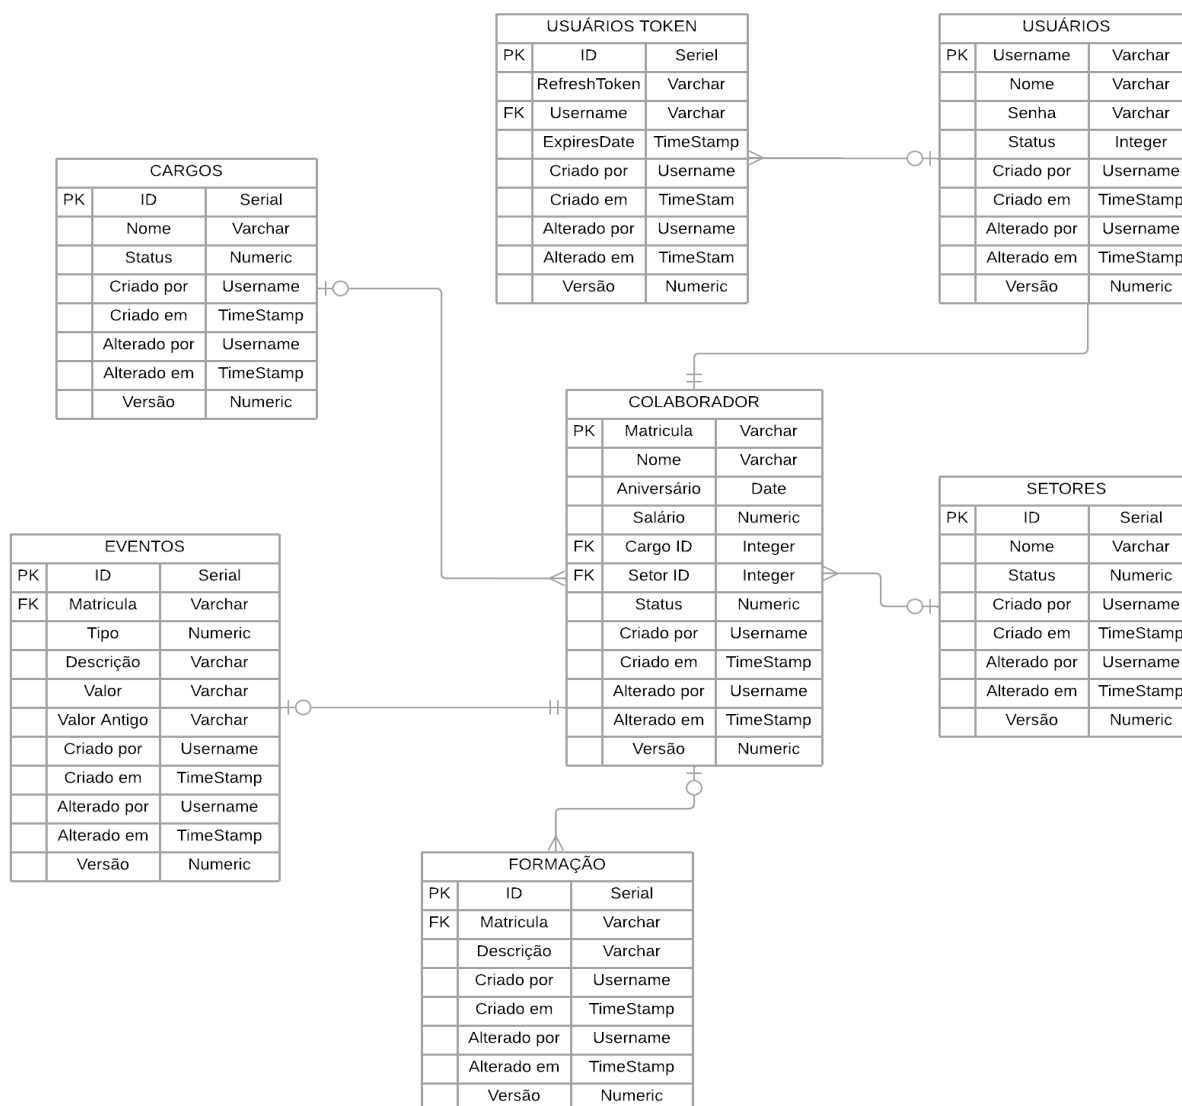 USUÁRIOS TOKEN
PK ID Seriel
RefreshToken Varchar
FK Username Varchar
ExpiresDate TimeStamp
Criado por Username
Criado em TimeStam
Alterado por Username
Alterado em TimeStam
Versão Numeric
USUÁRIOS
PK Username Varchar
Nome Varchar
Senha Varchar
Status Integer
Criado por Username
Criado em TimeStamp
Alterado por Username
Alterado em TimeStamp
Versão Numeric
CARGOS
PK ID Serial
Nome Varchar
Status Numeric
Criado por Username
Criado em TimeStamp
Alterado por Username
Alterado em TimeStamp
Versão Numeric
COLABORADOR
PK Matricula Varchar
Nome Varchar
Aniversário Date
Salário Numeric
FK Cargo ID Integer
FK Setor ID Integer
Status Numeric
Criado por Username
Criado em TimeStamp
Alterado por Username
Alterado em TimeStamp
Versão Numeric
SETORES
PK ID Serial
Nome Varchar
Status Numeric
Criado por Username
Criado em TimeStamp
Alterado por Username
Alterado em TimeStamp
Versão Numeric
EVENTOS
PK ID Serial
FK Matricula Varchar
Tipo Numeric
Descrição Varchar
Valor Varchar
Valor Antigo Varchar
Criado por Username
Criado em TimeStamp
Alterado por Username
Alterado em TimeStamp
Versão Numeric
FORMAÇÃO
PK ID Serial
FK Matricula Varchar
Descrição Varchar
Criado por Username
Criado em TimeStamp
Alterado por Username
Alterado em TimeStamp
Versão Numeric